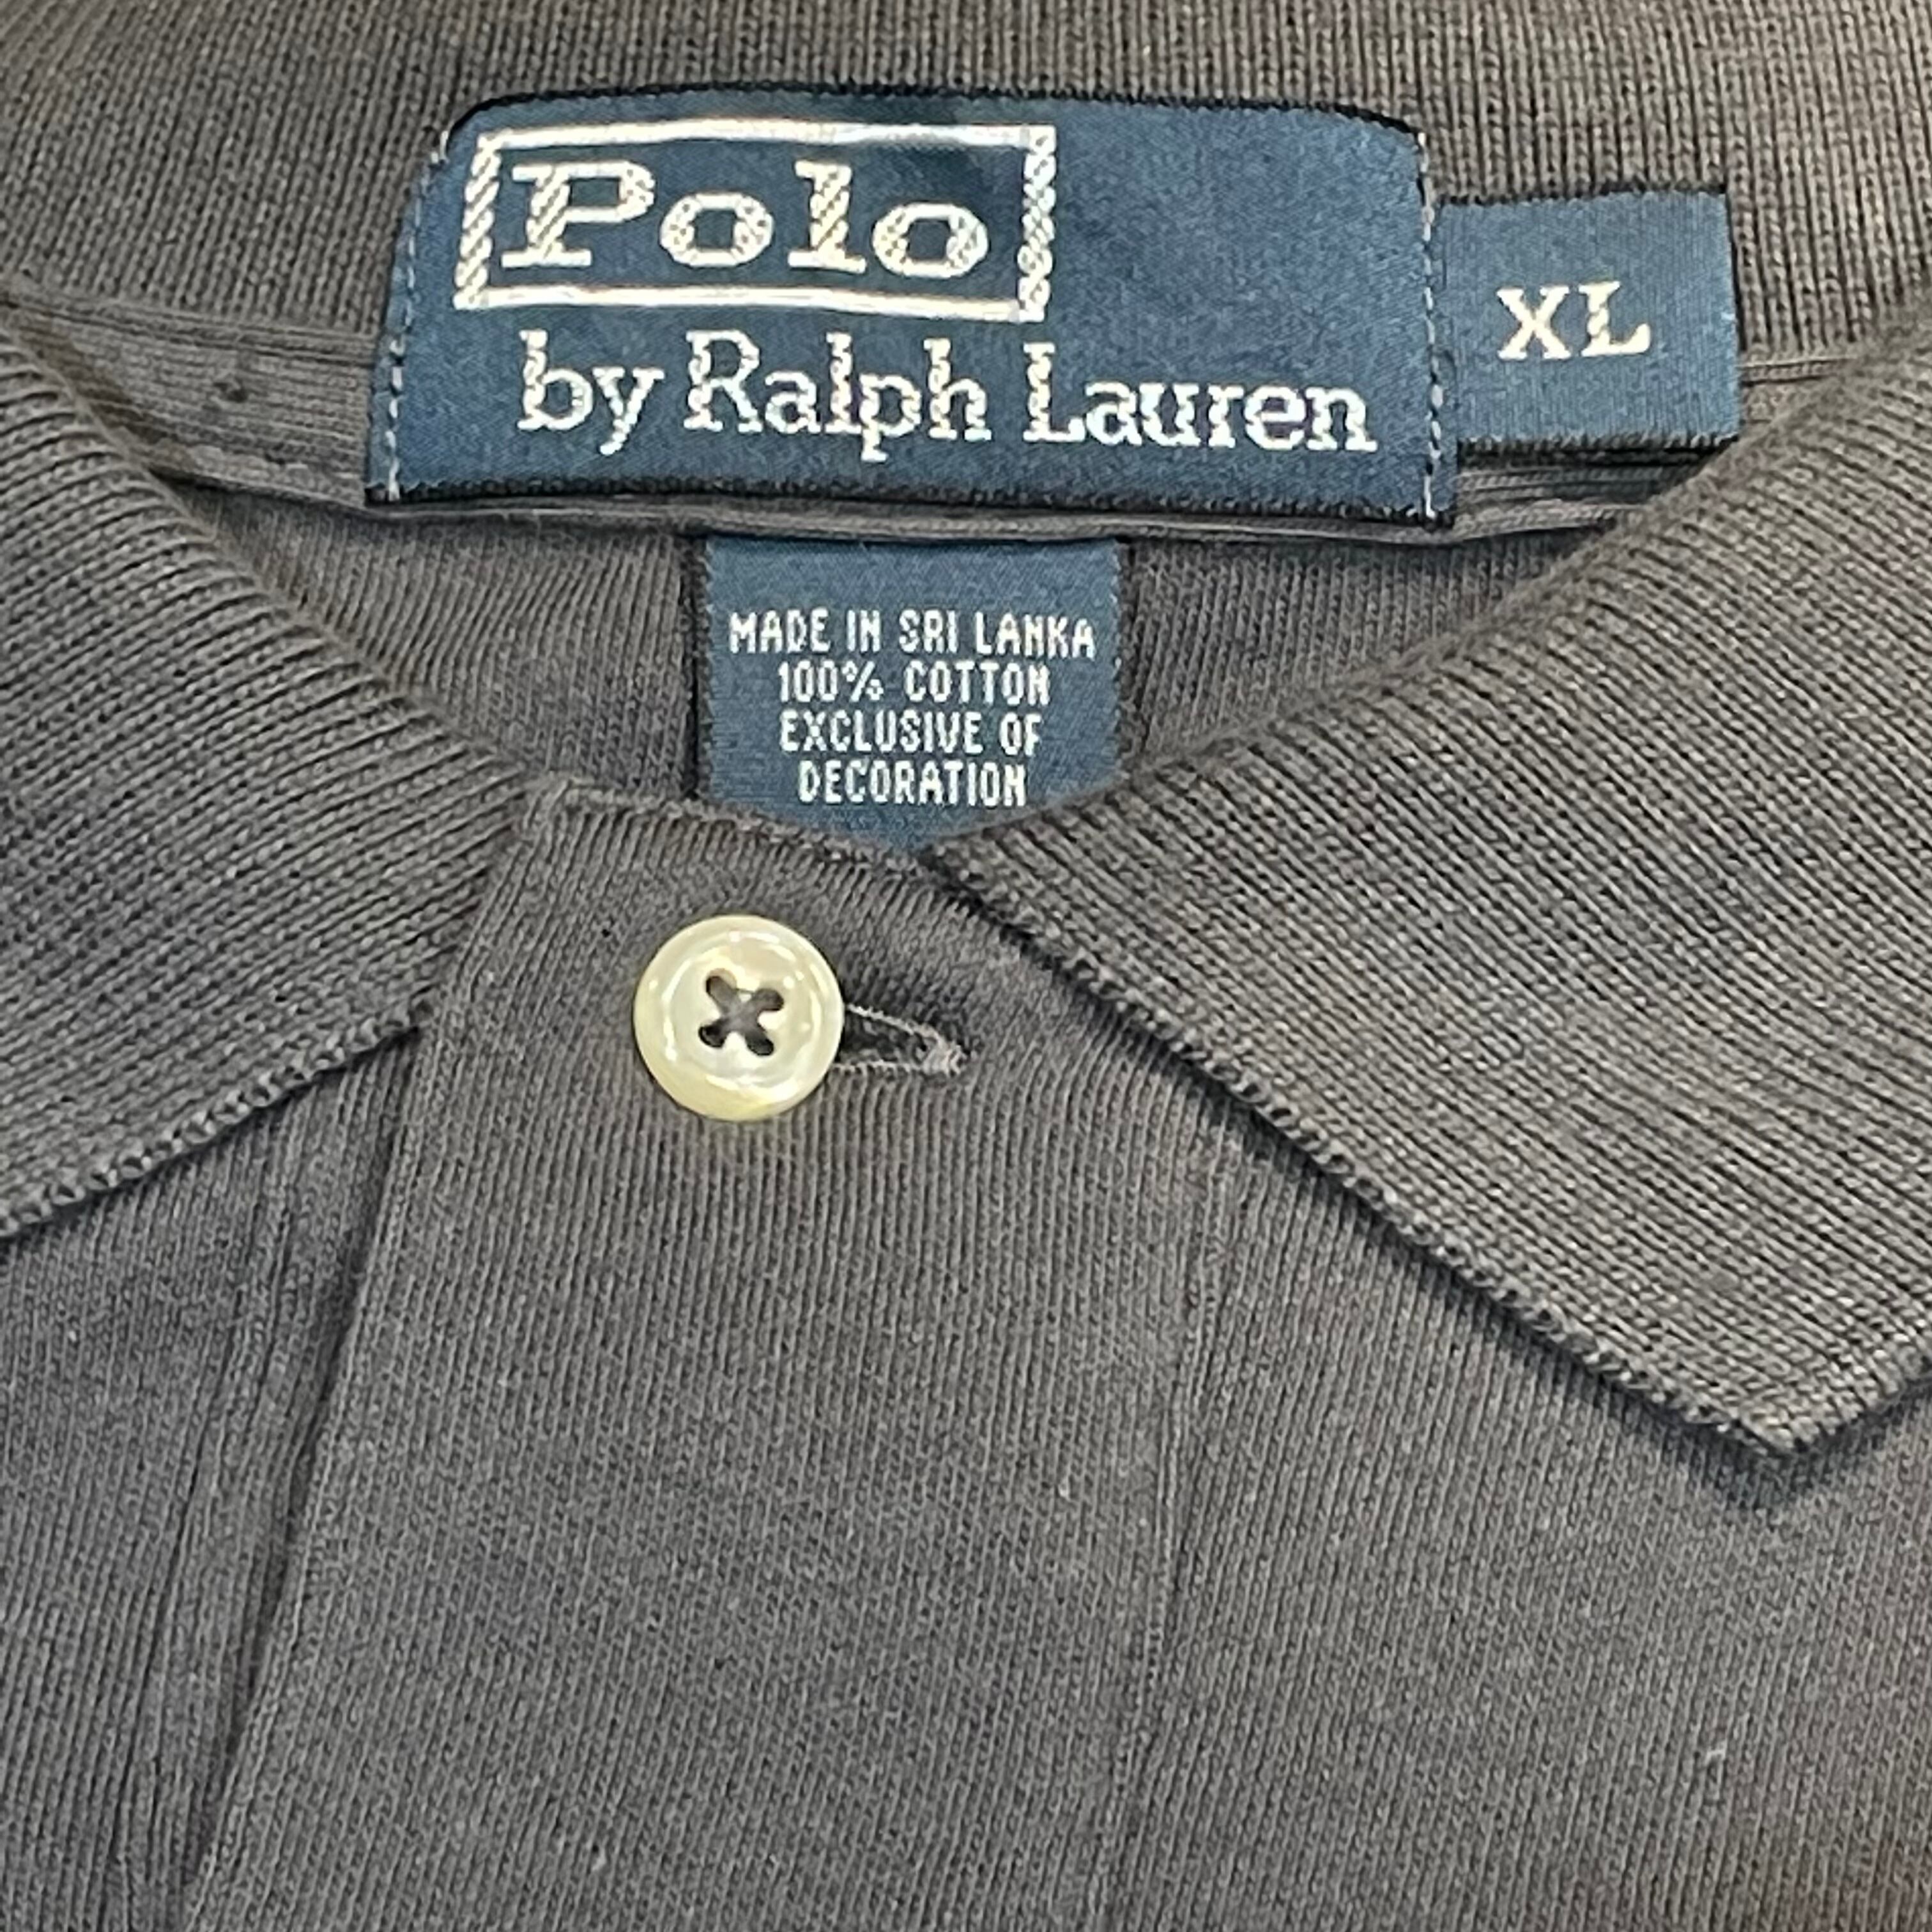 Polo
by Ralph Lauren
XL
MADE IN SRI LANKA
100% COTTON
EXCLUSIVE OF
DECORATION